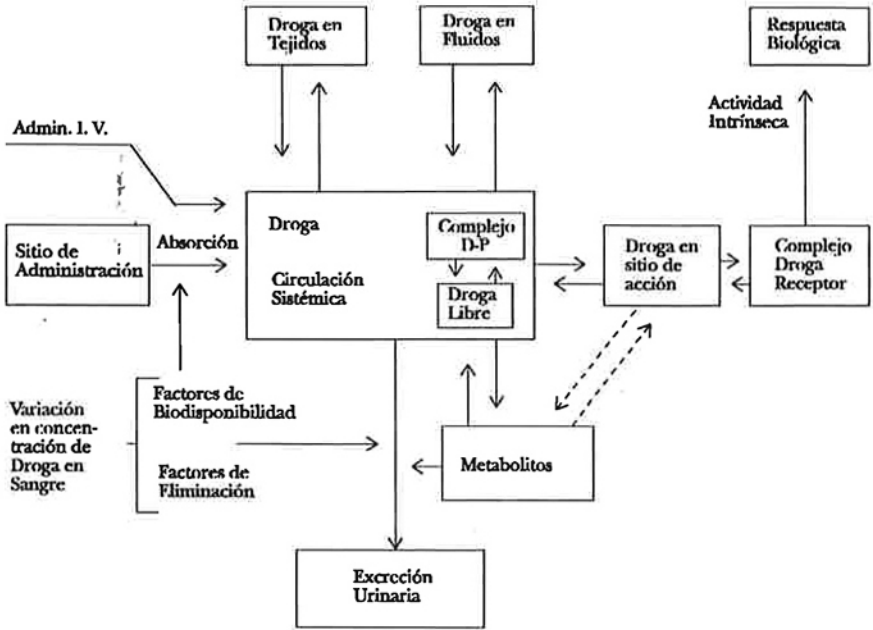 Droga en
Tejidos
Droga en
Fluidos
Respuesta
Biológica
Actividad
Intrínseca
Admin. I. V.
Sitio de
Administración
Absorción
Droga
Circulación
Sistémica
Complejo
D-P
Droga
Libre
Droga en
sitio de
acción
Complejo
Droga
Receptor
Variación
en concen-
tración de
Droga en
Sangre
Factores de
Biodisponibilidad
Factores de
Eliminación
Metabolitos
Excreción
Urinaria